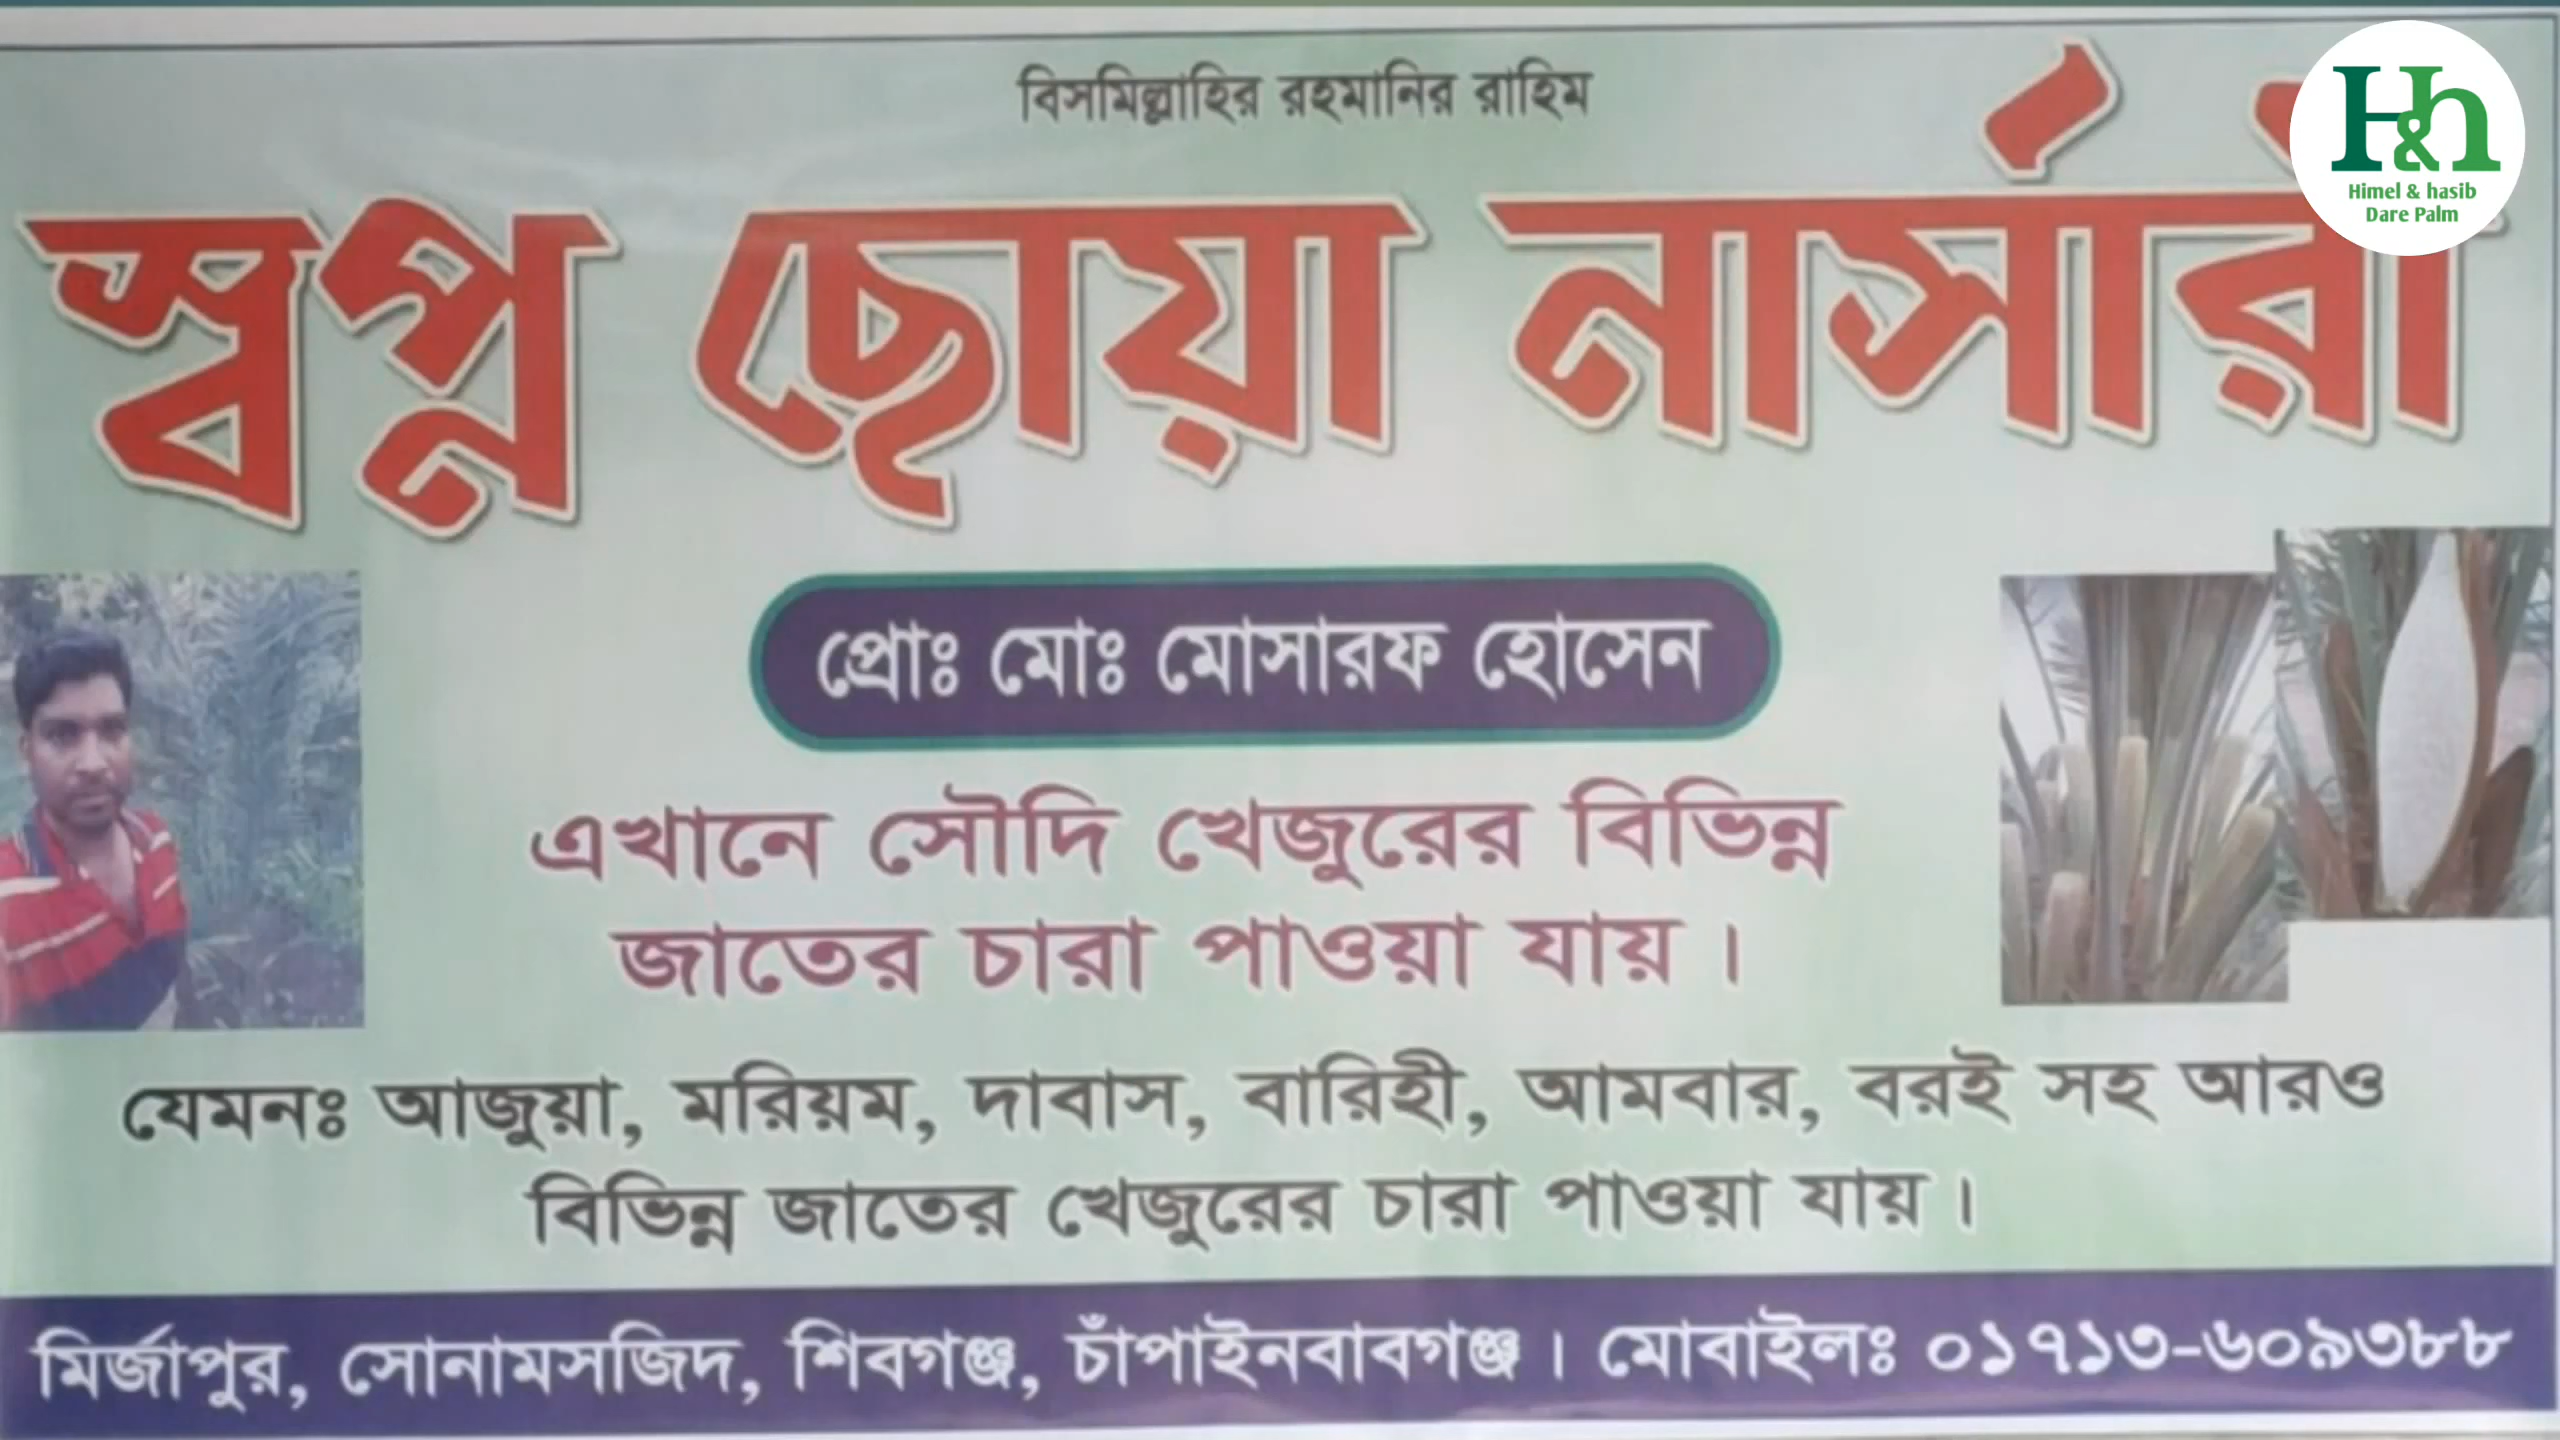 বিসমিল্লাহির রহমানির রাহিম
স্বপ্ন ছোয়া নার্সারী
H&h
Himel & hasib
Dare Palm
প্রোঃ মোঃ মোসারফ হোসেন
এখানে সৌদি খেজুরের বিভিন্ন
জাতের চারা পাওয়া যায়।
যেমনঃ আজুয়া, মরিয়ম, দাবাস, বারিহী, আমবার, বরই সহ আরও
বিভিন্ন জাতের খেজুরের চারা পাওয়া যায়।
মির্জাপুর, সোনামসজিদ, শিবগঞ্জ, চাঁপাইনবাবগঞ্জ। মোবাইলঃ ০১৭১৩-৬০৯৩৮৮